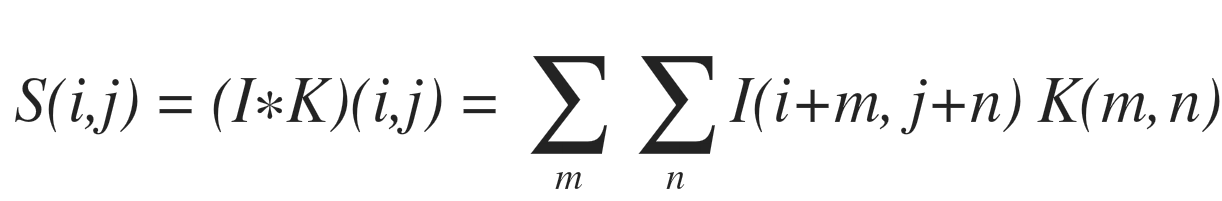 S(i,j) = (I∗K)(i,j) = ∑ ∑ I(i+m, j+n) K(m, n)
m n